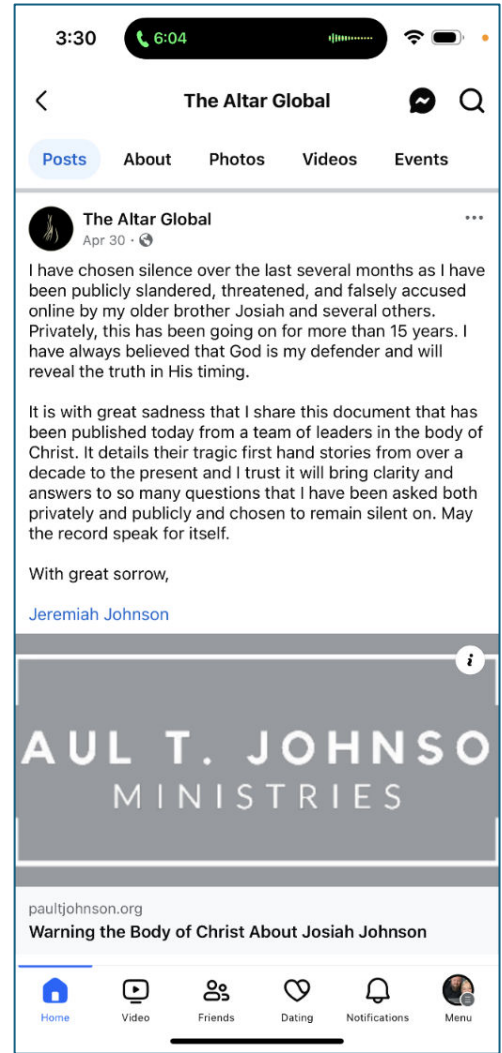 3:30
6:04
The Altar Global
Posts About Photos Videos Events
The Altar Global
Apr 30 ·
I have chosen silence over the last several months as I have
been publicly slandered, threatened, and falsely accused
online by my older brother Josiah and several others.
Privately, this has been going on for more than 15 years. I
have always believed that God is my defender and will
reveal the truth in His timing.
It is with great sadness that I share this document that has
been published today from a team of leaders in the body of
Christ. It details their tragic first hand stories from over a
decade to the present and I trust it will bring clarity and
answers to so many questions that I have been asked both
privately and publicly and chosen to remain silent on. May
the record speak for itself.
With great sorrow,
Jeremiah Johnson
i
AUL T. JOHNSO
MINISTRIES
paultjohnson.org
Warning the Body of Christ About Josiah Johnson
Home Video Friends Dating Notifications Menu